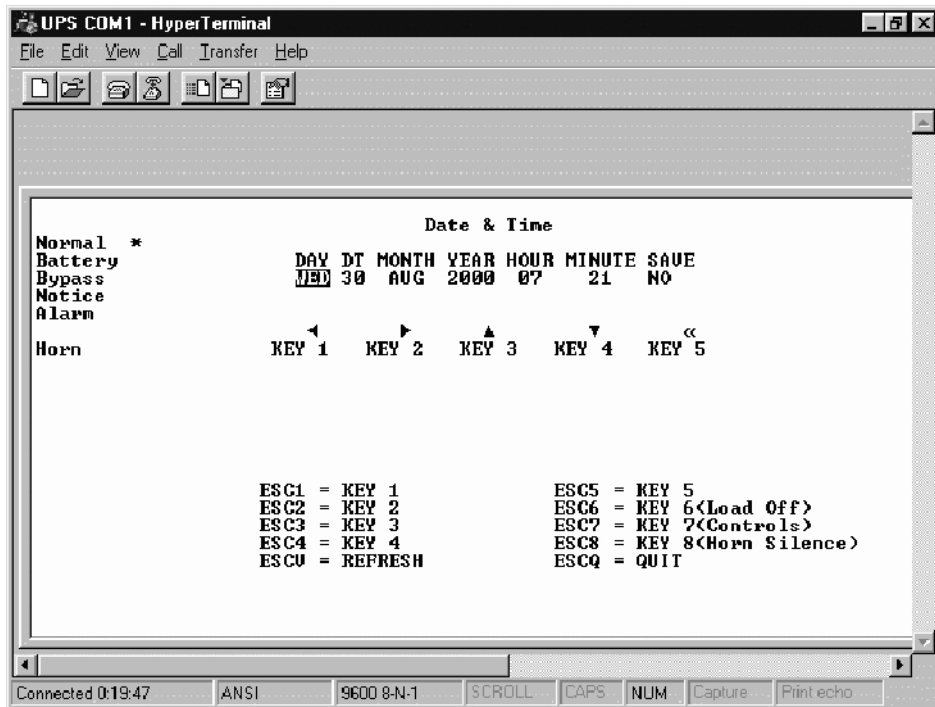 UPS COM1 - HyperTerminal
File Edit View Call Transfer Help
Date & Time
Normal *
Battery DAY DT MONTH YEAR HOUR MINUTE SAVE
Bypass WED 30 AUG 2000 07 21 NO
Notice
Alarm
◄ ► ▲ ▼ «
Horn KEY 1 KEY 2 KEY 3 KEY 4 KEY 5
ESC1 = KEY 1 ESC5 = KEY 5
ESC2 = KEY 2 ESC6 = KEY 6(Load Off)
ESC3 = KEY 3 ESC7 = KEY 7(Controls)
ESC4 = KEY 4 ESC8 = KEY 8(Horn Silence)
ESCV = REFRESH ESCQ = QUIT
Connected 0:19:47 ANSI 9600 8-N-1 SCROLL CAPS NUM Capture Print echo